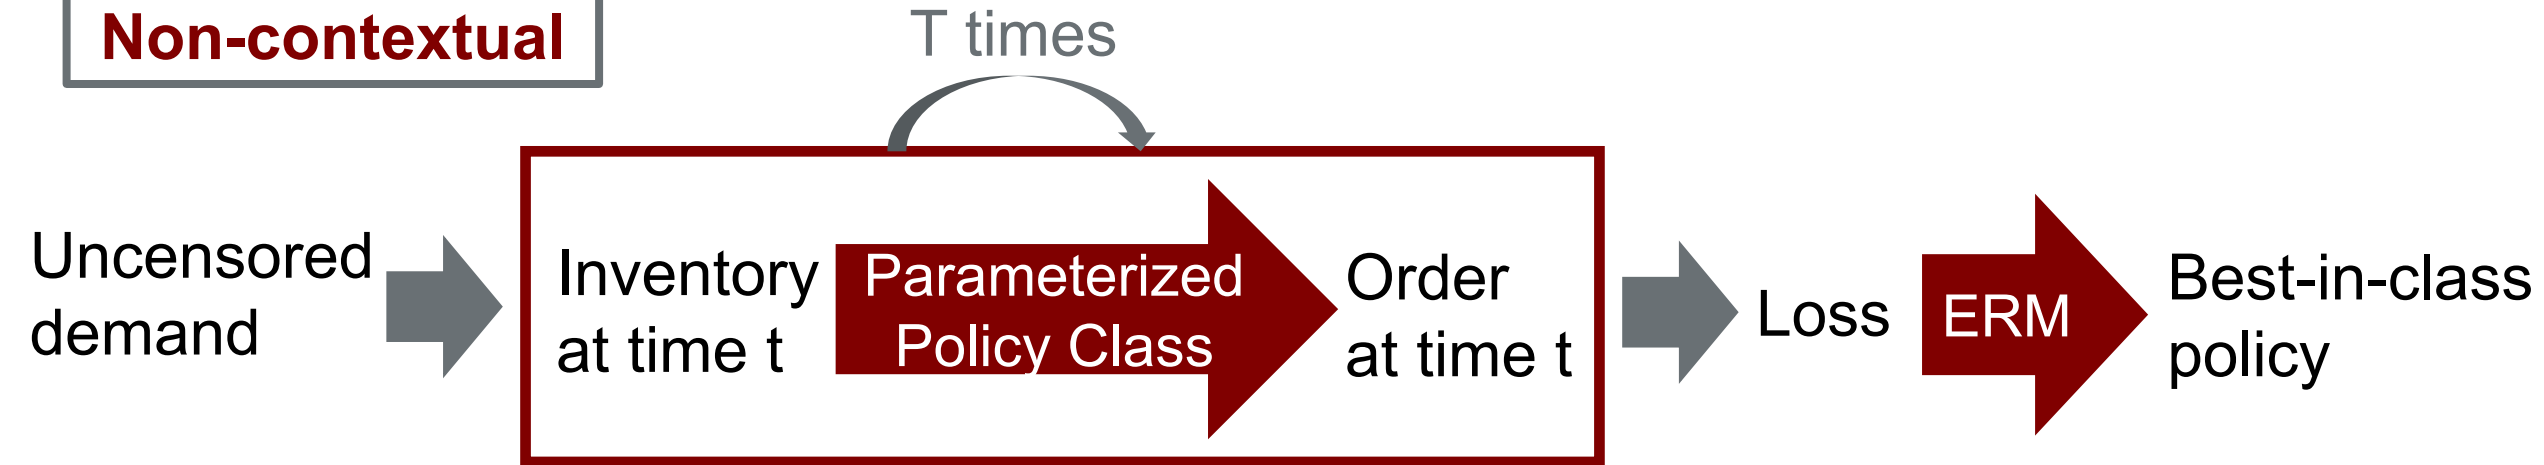 Non-contextual
T times
Uncensored
demand
Inventory
at time t
Parameterized
Policy Class
Order
at time t
Loss
ERM
Best-in-class
policy